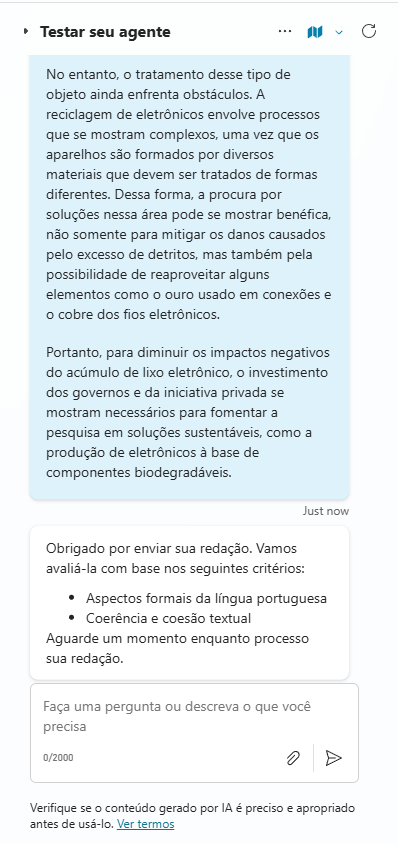 Testar seu agente
No entanto, o tratamento desse tipo de
objeto ainda enfrenta obstáculos. A
reciclagem de eletrônicos envolve processos
que se mostram complexos, uma vez que os
aparelhos são formados por diversos
materiais que devem ser tratados de formas
diferentes. Dessa forma, a procura por
soluções nessa área pode se mostrar benéfica,
não somente para mitigar os danos causados
pelo excesso de detritos, mas também pela
possibilidade de reaproveitar alguns
elementos como o ouro usado em conexões e
o cobre dos fios eletrônicos.
Portanto, para diminuir os impactos negativos
do acúmulo de lixo eletrônico, o investimento
dos governos e da iniciativa privada se
mostram necessários para fomentar a
pesquisa em soluções sustentáveis, como a
produção de eletrônicos à base de
componentes biodegradáveis.
Just now
Obrigado por enviar sua redação. Vamos
avaliá-la com base nos seguintes critérios:
• Aspectos formais da língua portuguesa
• Coerência e coesão textual
Aguarde um momento enquanto processo
sua redação.
Faça uma pergunta ou descreva o que você
precisa
0/2000
Verifique se o conteúdo gerado por IA é preciso e apropriado
antes de usá-lo. Ver termos